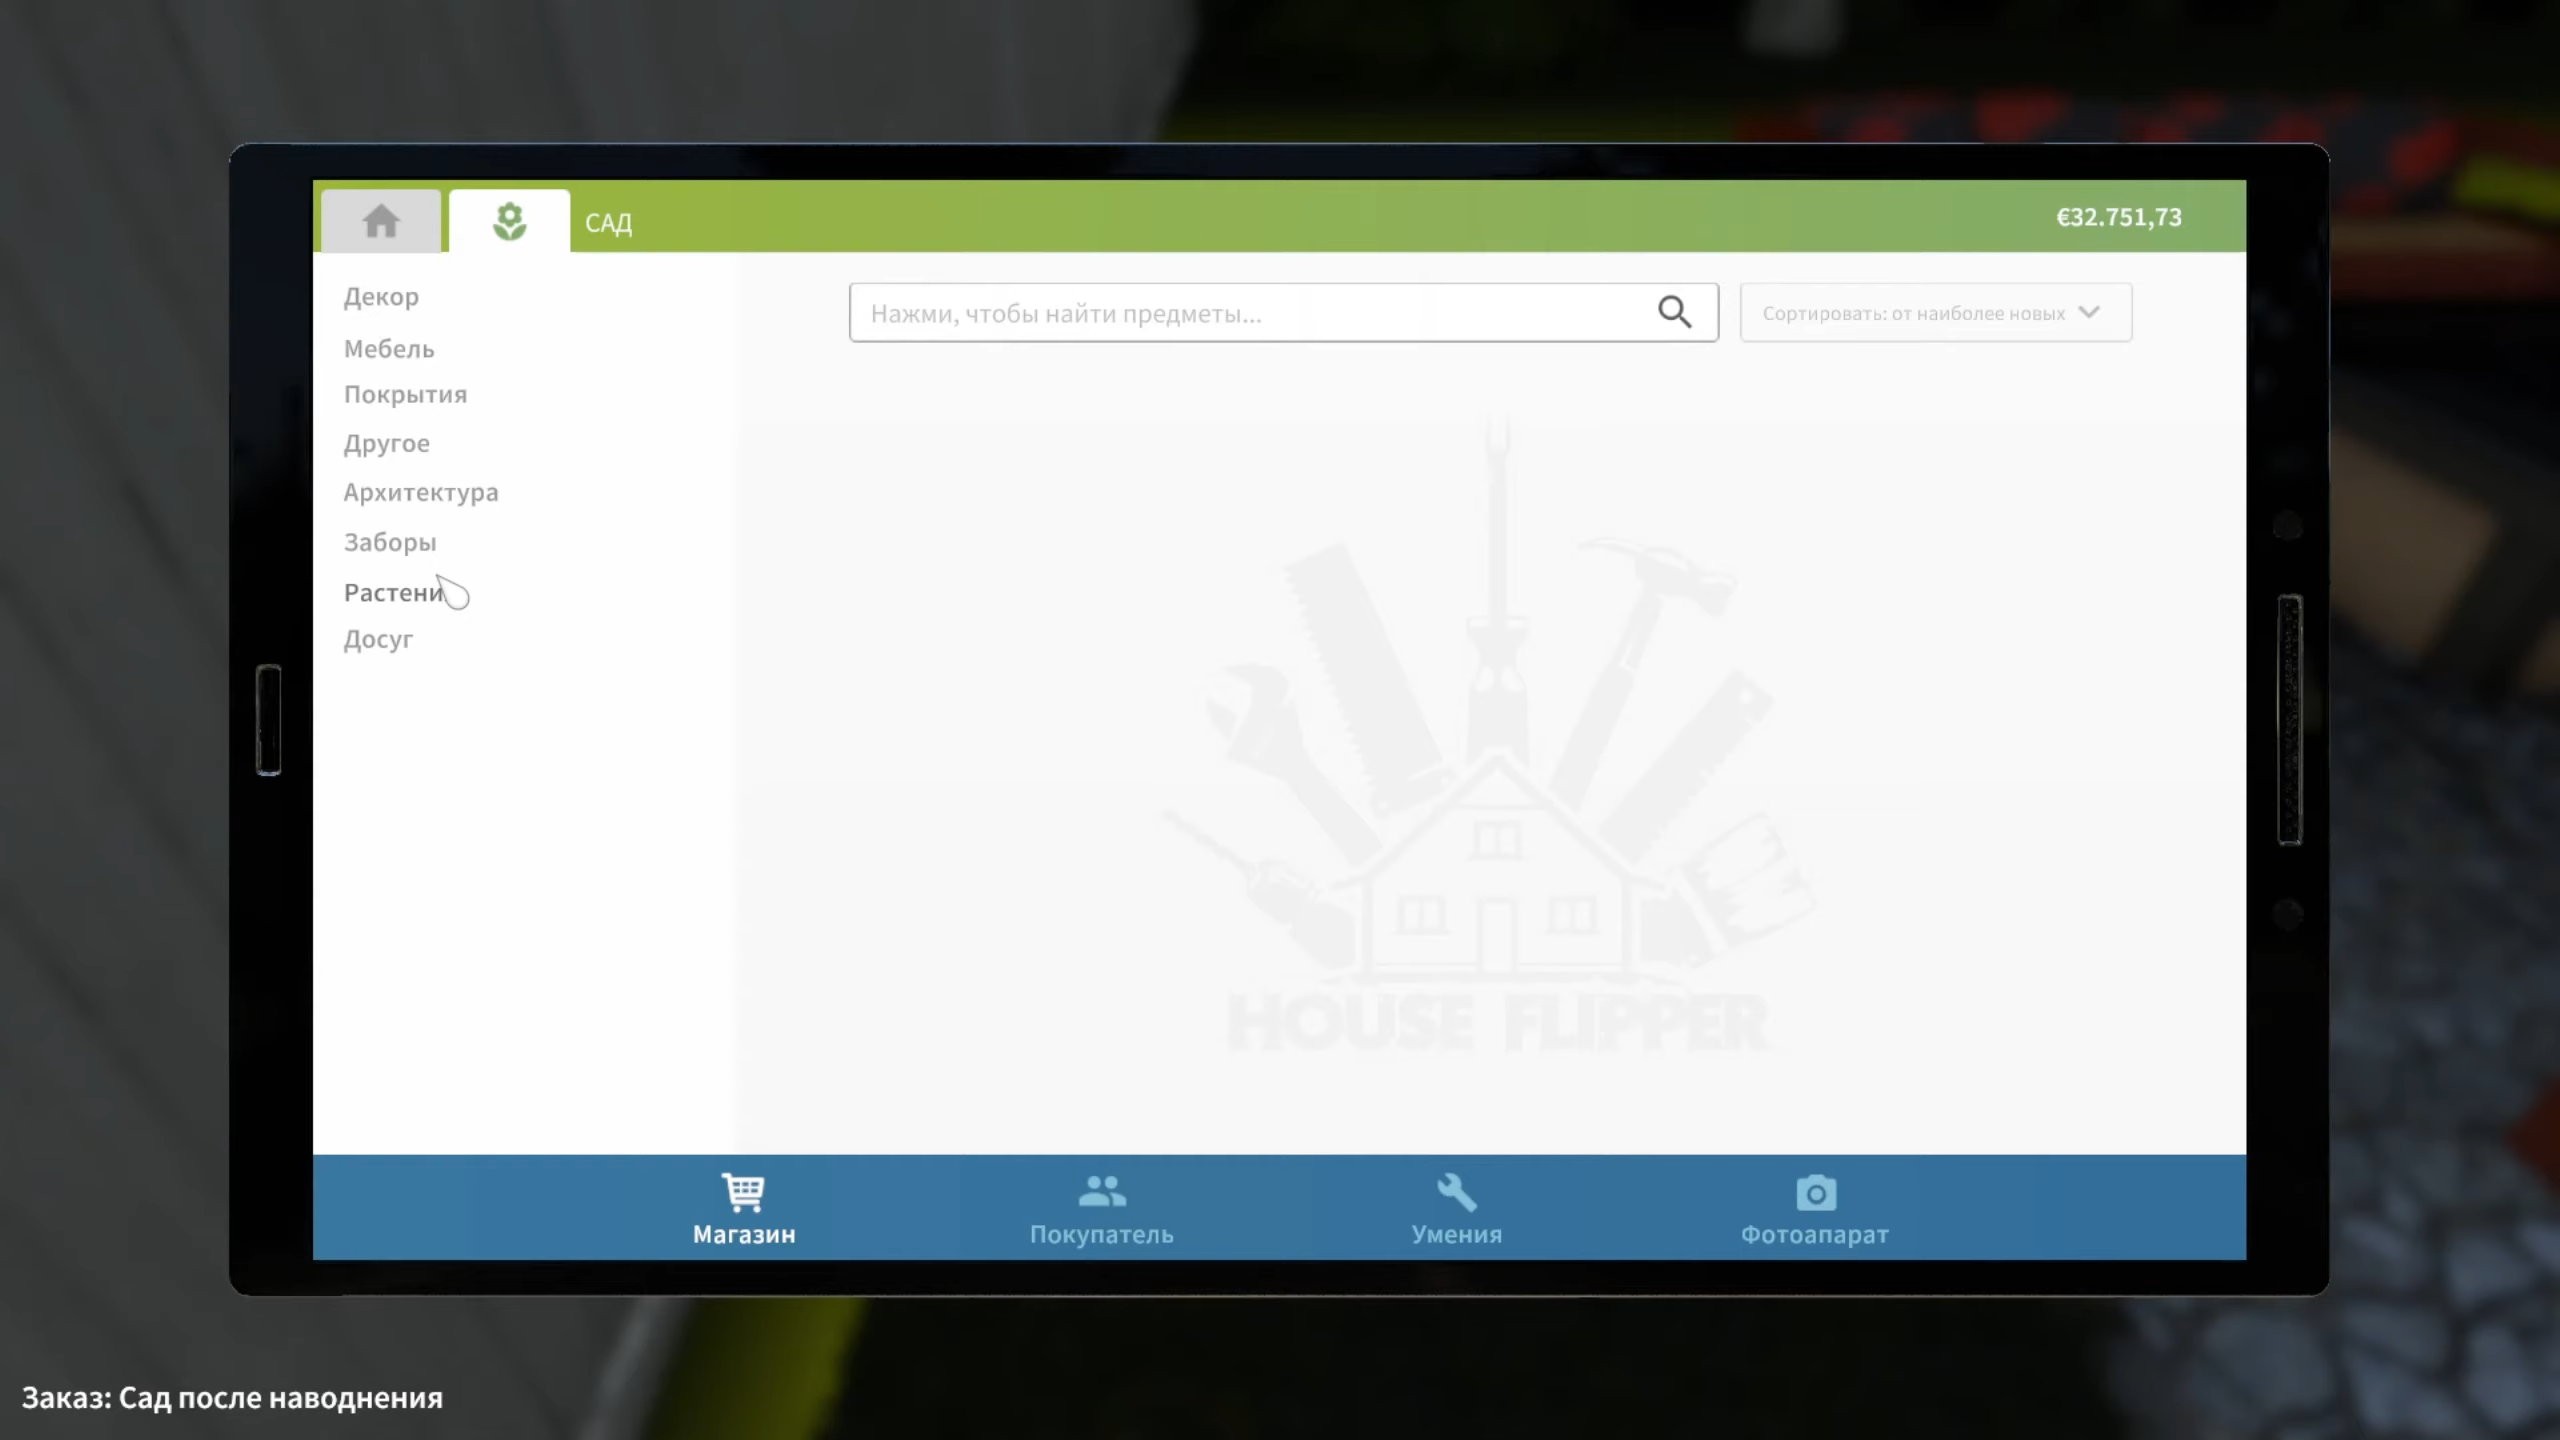 САД
€32.751,73
Декор
Мебель
Покрытия
Другое
Архитектура
Заборы
Растени
Досуг
Нажми, чтобы найти предметы...
Сортировать: от наиболее новых
HOUSE FLIPPER
Магазин
Покупатель
Умения
Фотоапарат
Заказ: Сад после наводнения